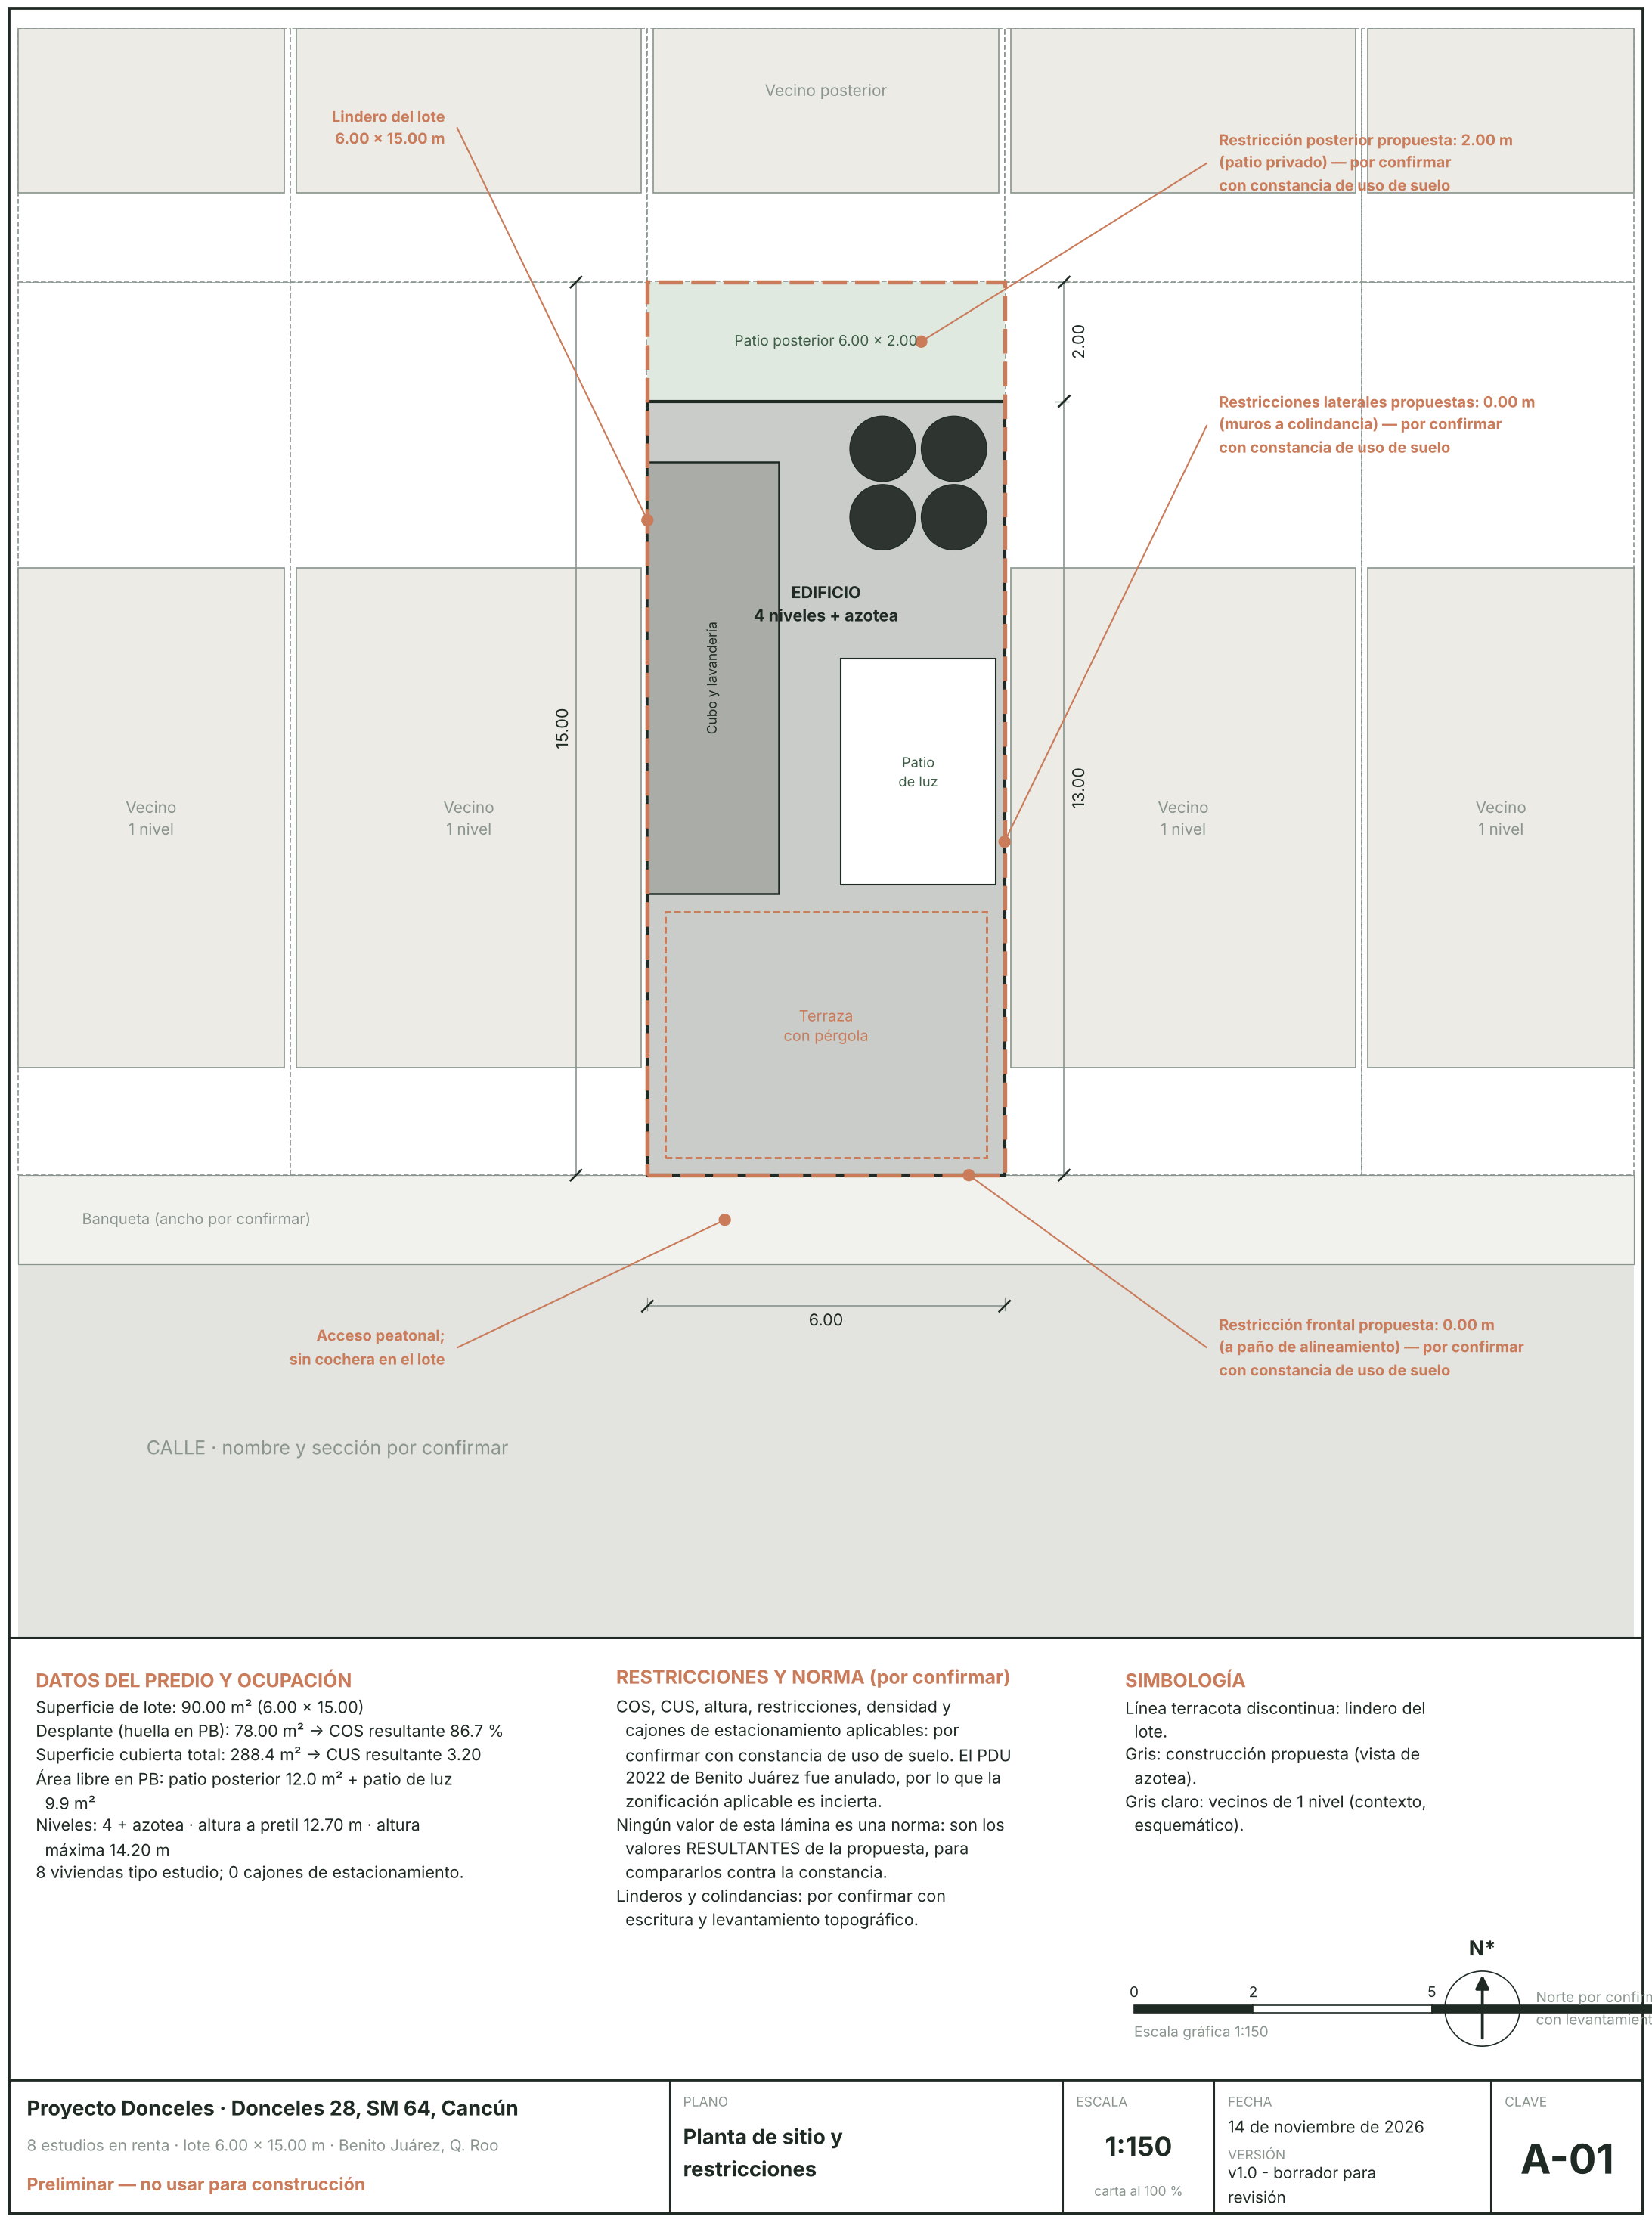 Vecino posterior
Lindero del lote
6.00 × 15.00 m
Restricción posterior propuesta: 2.00 m
(patio privado) — por confirmar
con constancia de uso de suelo
Patio posterior 6.00 × 2.00
2.00
Restricciones laterales propuestas: 0.00 m
(muros a colindancia) — por confirmar
con constancia de uso de suelo
EDIFICIO
4 niveles + azotea
Cubo y lavandería
15.00
Patio
de luz
13.00
Vecino
1 nivel
Vecino
1 nivel
Vecino
1 nivel
Vecino
1 nivel
Terraza
con pérgola
Banqueta (ancho por confirmar)
6.00
Acceso peatonal;
sin cochera en el lote
Restricción frontal propuesta: 0.00 m
(a paño de alineamiento) — por confirmar
con constancia de uso de suelo
CALLE · nombre y sección por confirmar
DATOS DEL PREDIO Y OCUPACIÓN
Superficie de lote: 90.00 m² (6.00 × 15.00)
Desplante (huella en PB): 78.00 m² → COS resultante 86.7 %
Superficie cubierta total: 288.4 m² → CUS resultante 3.20
Área libre en PB: patio posterior 12.0 m² + patio de luz
9.9 m²
Niveles: 4 + azotea · altura a pretil 12.70 m · altura
máxima 14.20 m
8 viviendas tipo estudio; 0 cajones de estacionamiento.
RESTRICCIONES Y NORMA (por confirmar)
COS, CUS, altura, restricciones, densidad y
cajones de estacionamiento aplicables: por
confirmar con constancia de uso de suelo. El PDU
2022 de Benito Juárez fue anulado, por lo que la
zonificación aplicable es incierta.
Ningún valor de esta lámina es una norma: son los
valores RESULTANTES de la propuesta, para
compararlos contra la constancia.
Linderos y colindancias: por confirmar con
escritura y levantamiento topográfico.
SIMBOLOGÍA
Línea terracota discontinua: lindero del
lote.
Gris: construcción propuesta (vista de
azotea).
Gris claro: vecinos de 1 nivel (contexto,
esquemático).
N*
0 2 5
Norte por
con
Escala gráfica 1:150
Proyecto Donceles · Donceles 28, SM 64, Cancún
8 estudios en renta · lote 6.00 × 15.00 m · Benito Juárez, Q. Roo
Preliminar — no usar para construcción
PLANO
Planta de sitio y
restricciones
ESCALA
1:150
carta al 100 %
FECHA
14 de noviembre de 2026
VERSIÓN
v1.0 - borrador para
revisión
CLAVE
A-01